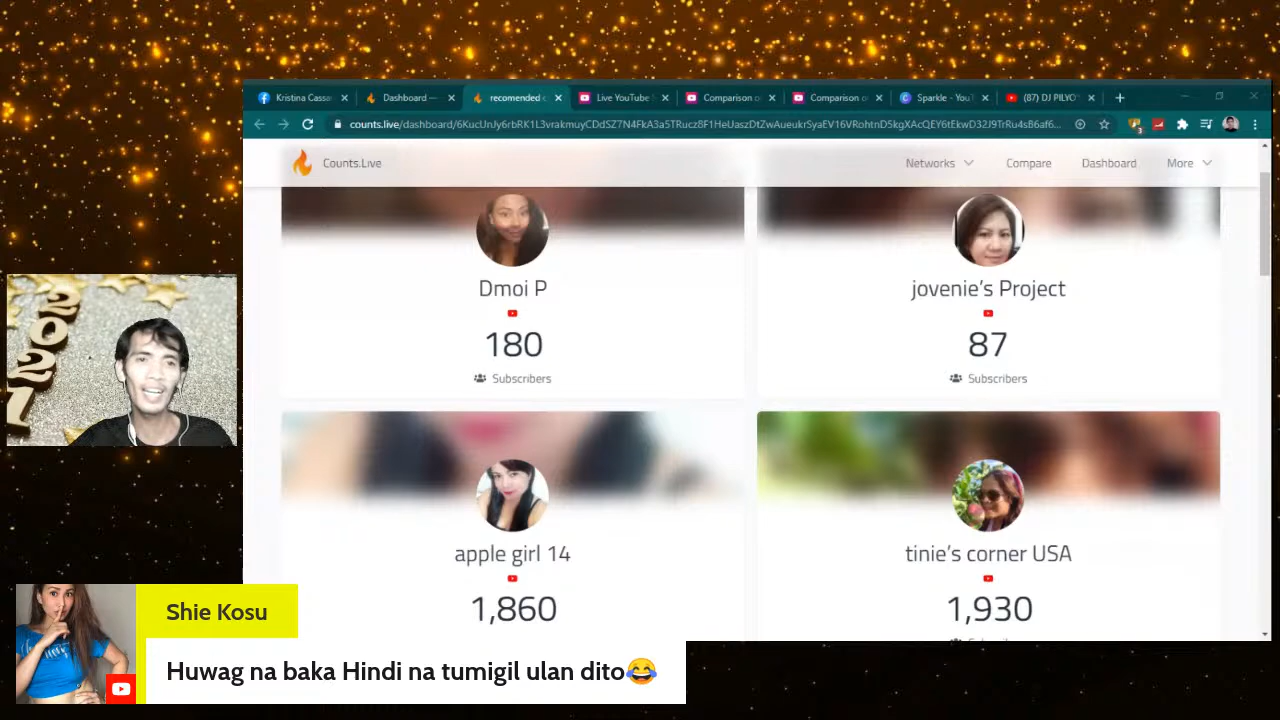 Kristina Cassa
Dashboard —
recomended c
Live YouTube S
Comparison o
Comparison o
Sparkle - YouT
(87) DJ PILYO
counts.live/dashboard/
Counts.Live
Networks
Compare
Dashboard
More
Dmoi P
180
Subscribers
jovenie's Project
87
Subscribers
apple girl 14
1,860
tinie's corner USA
1,930
2021
Shie Kosu
Huwag na baka Hindi na tumigil ulan dito😂